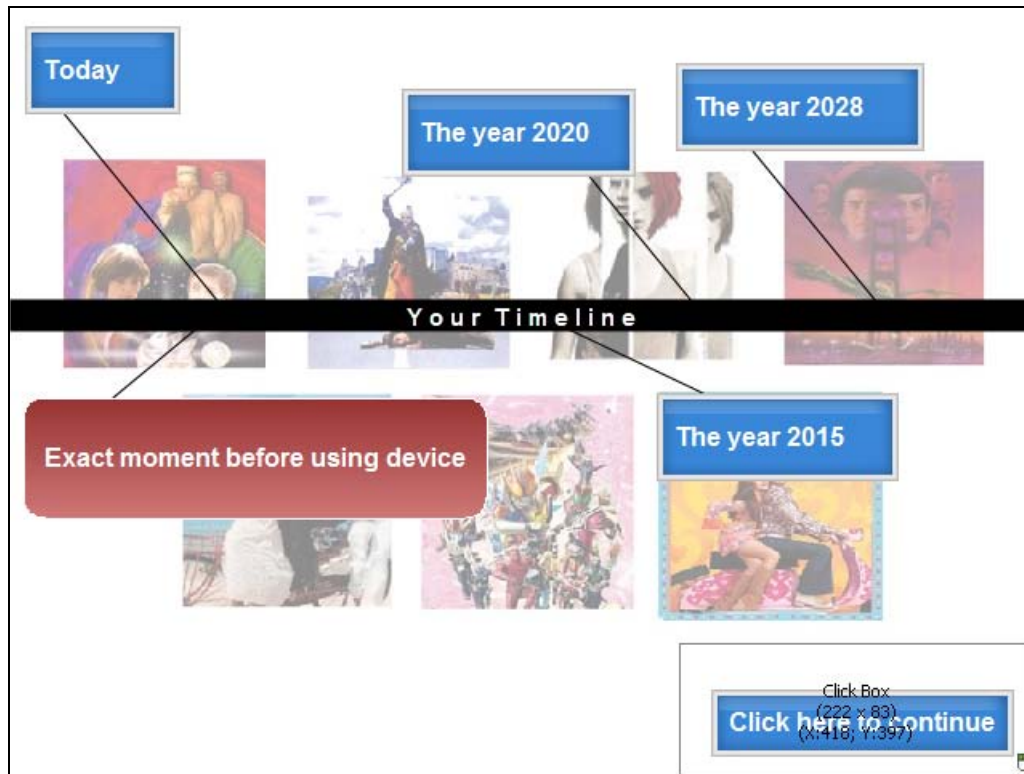 Today
The year 2020
The year 2028
Your Timeline
Exact moment before using device
The year 2015
Click Box
(222 x 83)
Click here to continue
(X:418; Y:397)